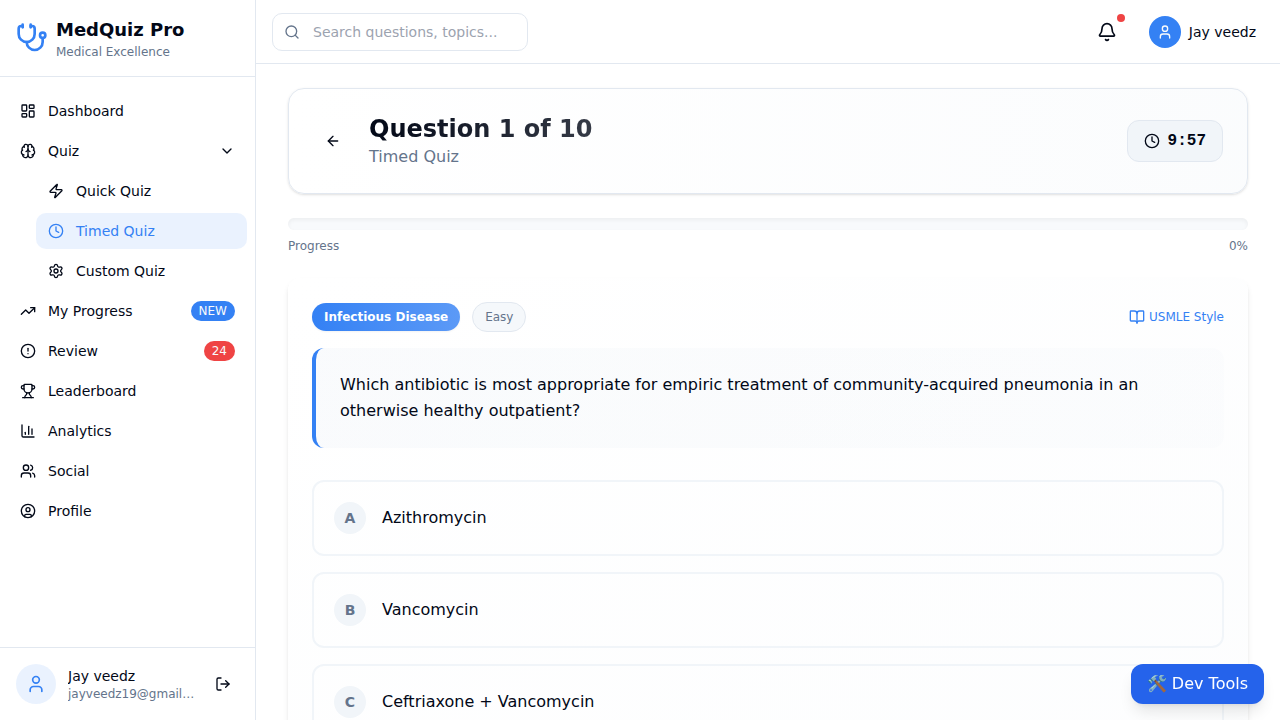 MedQuiz Pro
Medical Excellence
Dashboard
Quiz
Quick Quiz
Timed Quiz
Custom Quiz
My Progress NEW
Review 24
Leaderboard
Analytics
Social
Profile
Jay veedz
jayveedz19@gmail...
Search questions, topics...
Jay veedz
Question 1 of 10
Timed Quiz
9:57
Progress 0%
Infectious Disease Easy USMLE Style
Which antibiotic is most appropriate for empiric treatment of community-acquired pneumonia in an
otherwise healthy outpatient?
A Azithromycin
B Vancomycin
C Ceftriaxone + Vancomycin
🛠️ Dev Tools